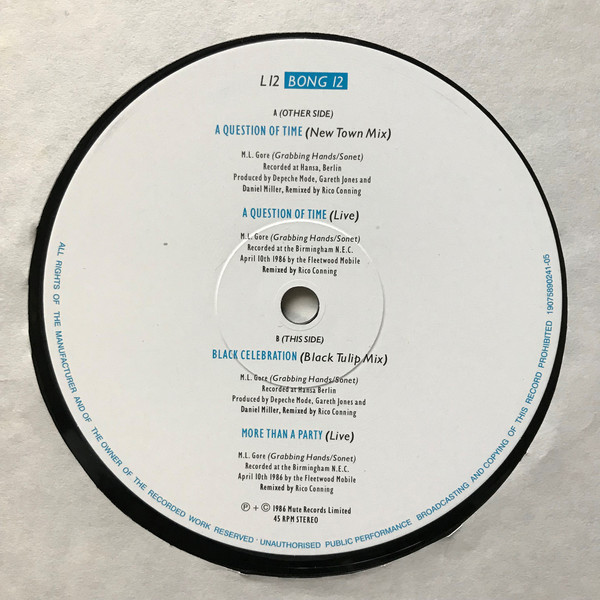 L12 BONG 12
A (OTHER SIDE)
A QUESTION OF TIME (New Town Mix)
M.L. Gore (Grabbing Hands/Sonet)
Recorded at Hansa, Berlin
Produced by Depeche Mode, Gareth Jones and
Daniel Miller, Remixed by Rico Conning
A QUESTION OF TIME (Live)
M.L. Gore (Grabbing Hands/Sonet)
Recorded at the Birmingham N.E.C.
April 10th 1986 by the Fleetwood Mobile
Remixed by Rico Conning
B (THIS SIDE)
BLACK CELEBRATION (Black Tulip Mix)
M.L. Gore (Grabbing Hands/Sonet)
Recorded at Hansa Berlin
Produced by Depeche Mode, Gareth Jones and
Daniel Miller, Remixed by Rico Conning
MORE THAN A PARTY (Live)
M.L. Gore (Grabbing Hands/Sonet)
Recorded at the Birmingham N.E.C.
April 10th 1986 by the Fleetwood Mobile
Remixed by Rico Conning
℗ + © 1986 Mute Records Limited
45 RPM STEREO
ALL RIGHTS OF THE MANUFACTURER AND OF THE OWNER OF THE RECORDED WORK RESERVED · UNAUTHORISED PUBLIC PERFORMANCE BROADCASTING AND COPYING OF THIS RECORD PROHIBITED 19075890241-05